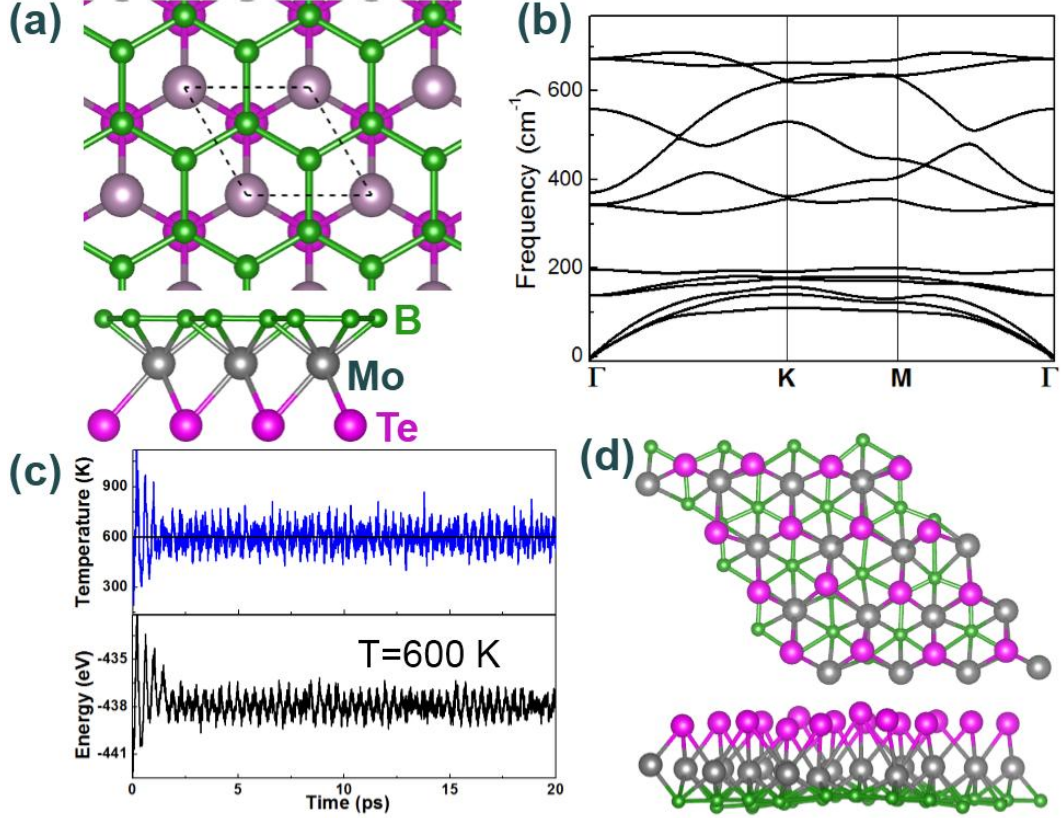 (a)
B
Mo
Te
(b)
Frequency (cm⁻¹)
600
400
200
0
Γ
K
M
Γ
(c)
Temperature (K)
900
600
300
Energy (eV)
-435
-438
-441
T=600 K
0
5
10
15
20
Time (ps)
(d)